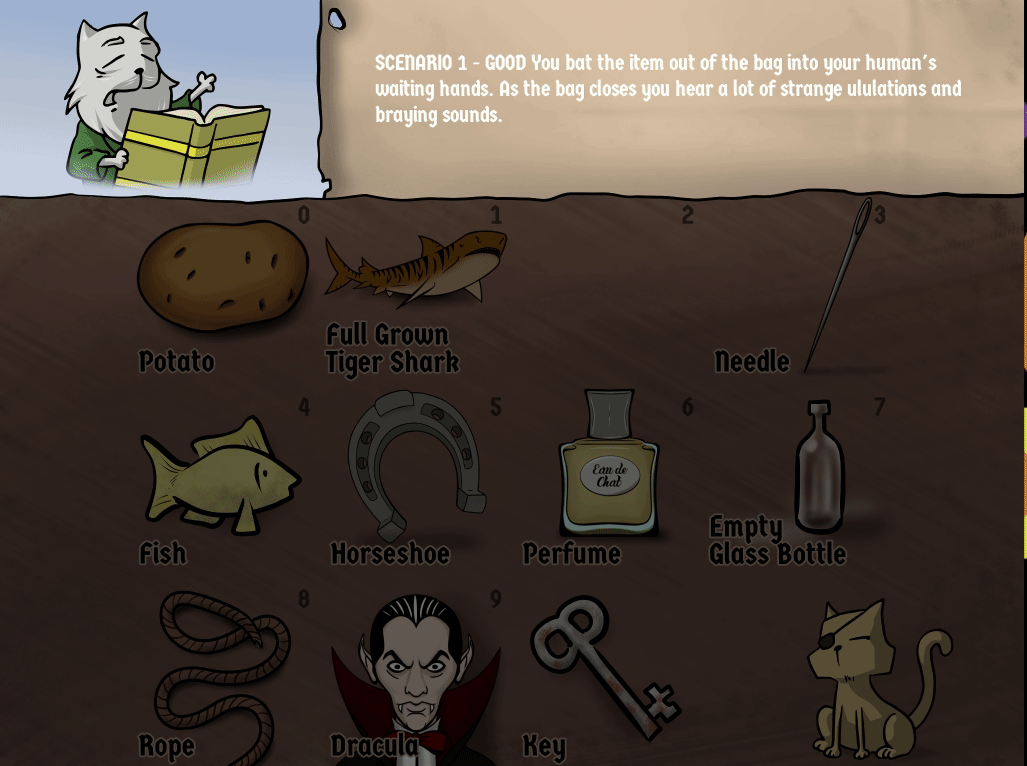 SCENARIO 1 - GOOD You bat the item out of the bag into your human's
waiting hands. As the bag closes you hear a lot of strange ululations and
braying sounds.
0
1
2
3
Potato
Full Grown
Tiger Shark
Needle
4
5
6
7
Eau de
Chat
Fish
Horseshoe
Perfume
Empty
Glass Bottle
8
9
Rope
Dracula
Key